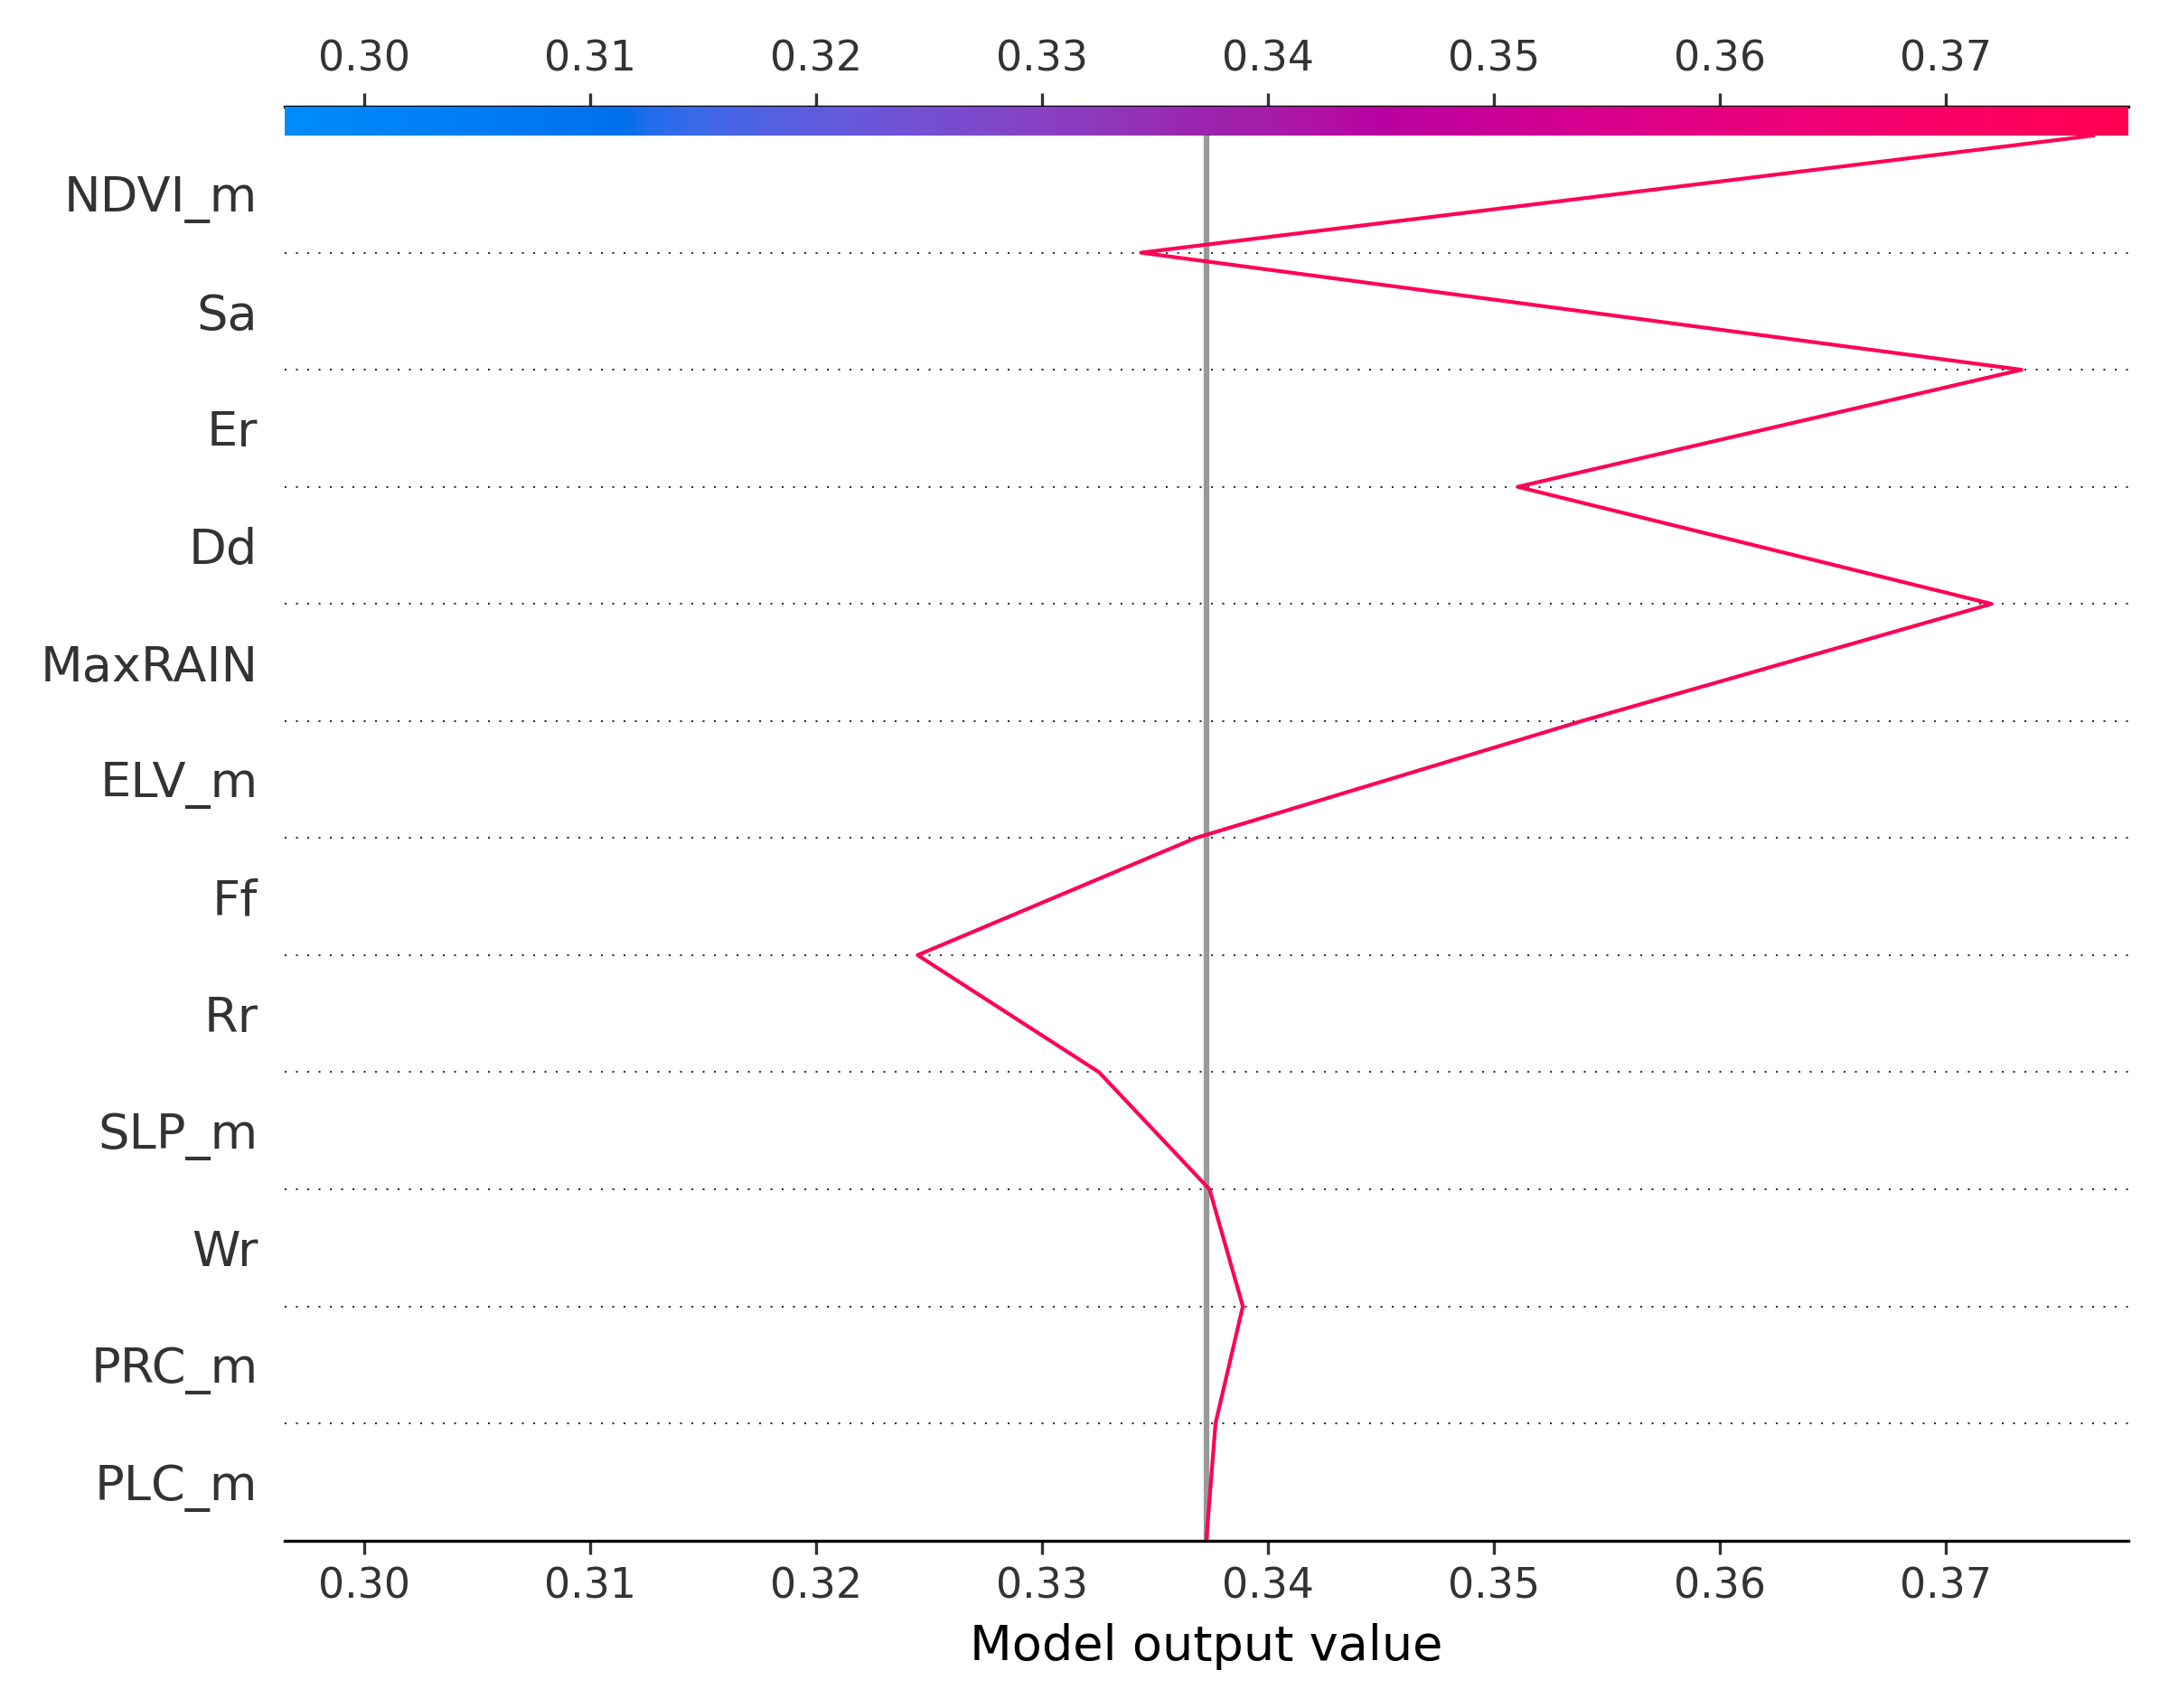 0.30 0.31 0.32 0.33 0.34 0.35 0.36 0.37
NDVI_m
Sa
Er
Dd
MaxRAIN
ELV_m
Ff
Rr
SLP_m
Wr
PRC_m
PLC_m
0.30 0.31 0.32 0.33 0.34 0.35 0.36 0.37
Model output value